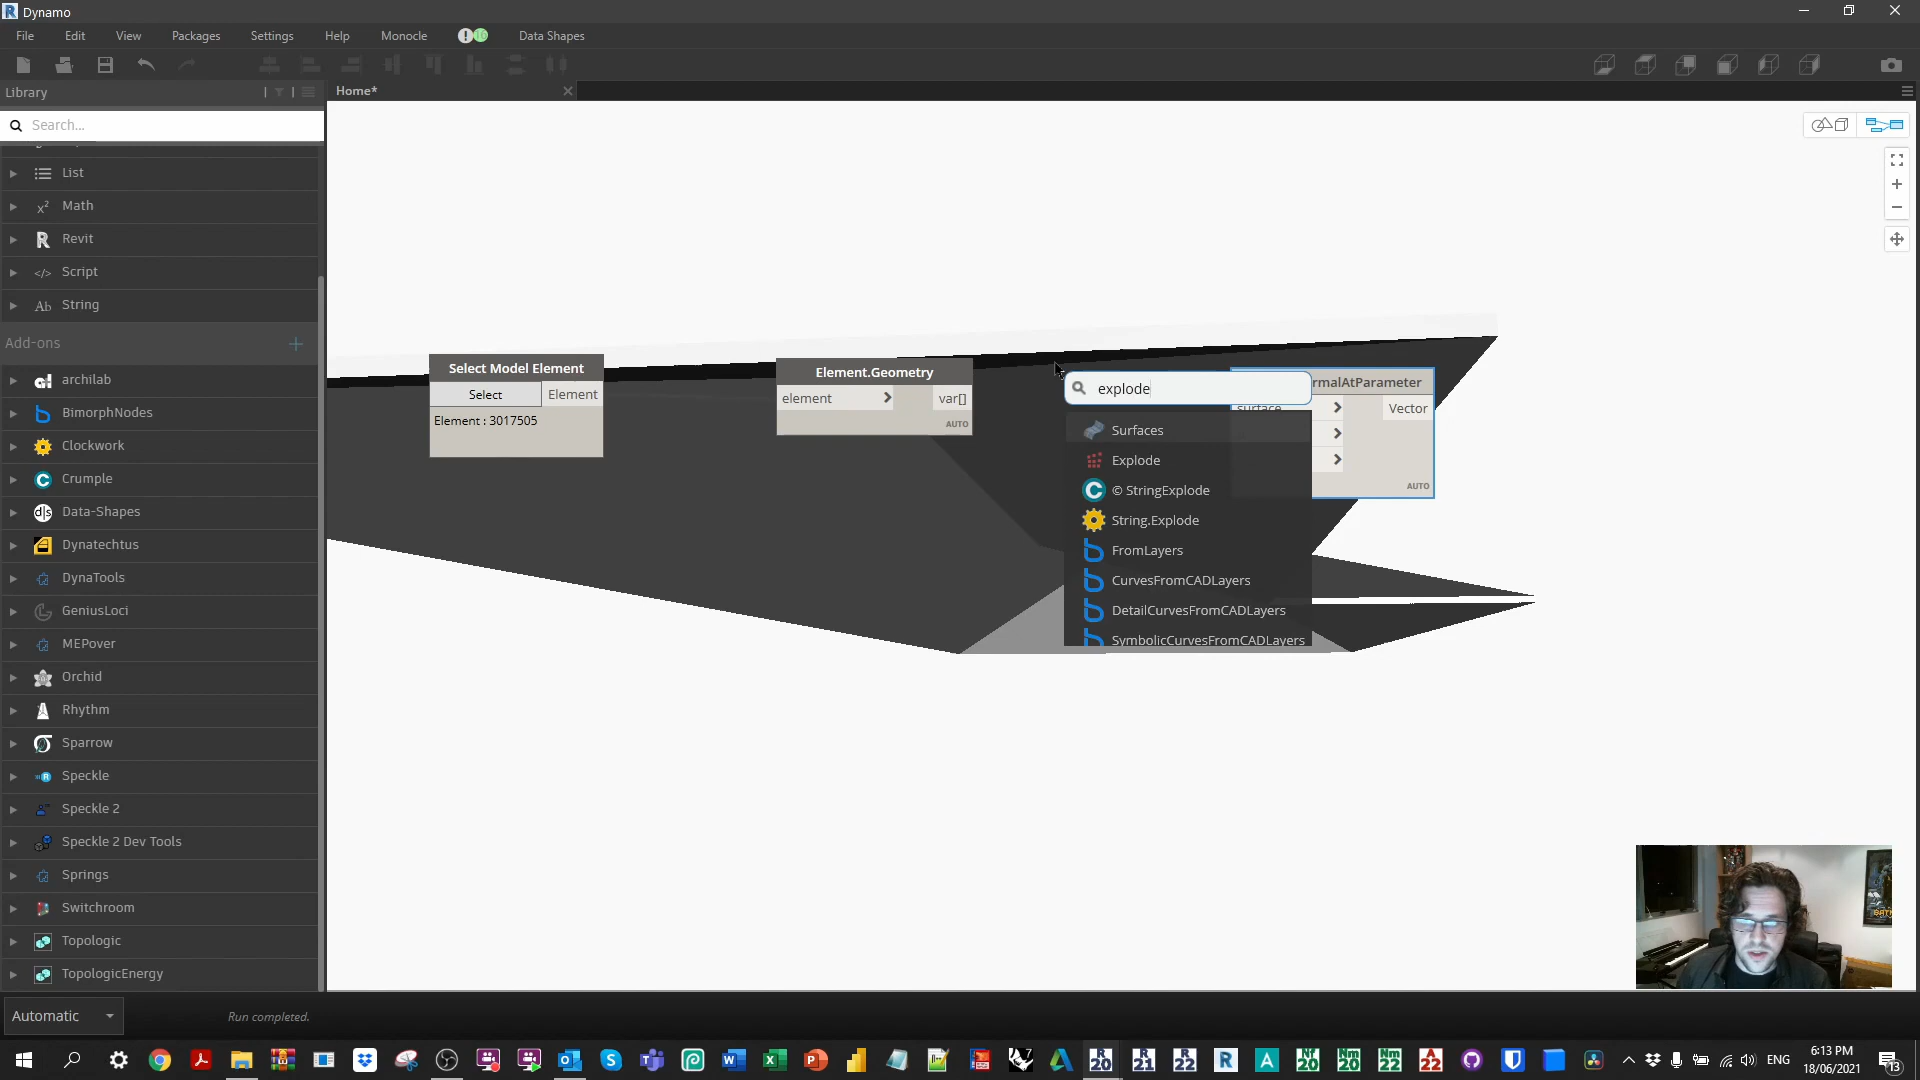 Dynamo
File Edit View Packages Settings Help Monocle Data Shapes
Library
Home*
Search...
List
Math
Revit
Script
String
Add-ons
archilab
BimorphNodes
Clockwork
Crumple
Data-Shapes
Dynatechtus
DynaTools
GeniusLoci
MEPover
Orchid
Rhythm
Sparrow
Speckle
Speckle 2
Speckle 2 Dev Tools
Springs
Switchroom
Topologic
TopologicEnergy
Select Model Element
Select Element
Element : 3017505
Element.Geometry
element > var[]
AUTO
explode
Surfaces
Explode
© StringExplode
String.Explode
FromLayers
CurvesFromCADLayers
DetailCurvesFromCADLayers
SymbolicCurvesFromCADLayers
rmalAtParameter
surface > Vector
>
>
AUTO
Automatic
Run completed.
ENG
6:13 PM
18/06/2021
13